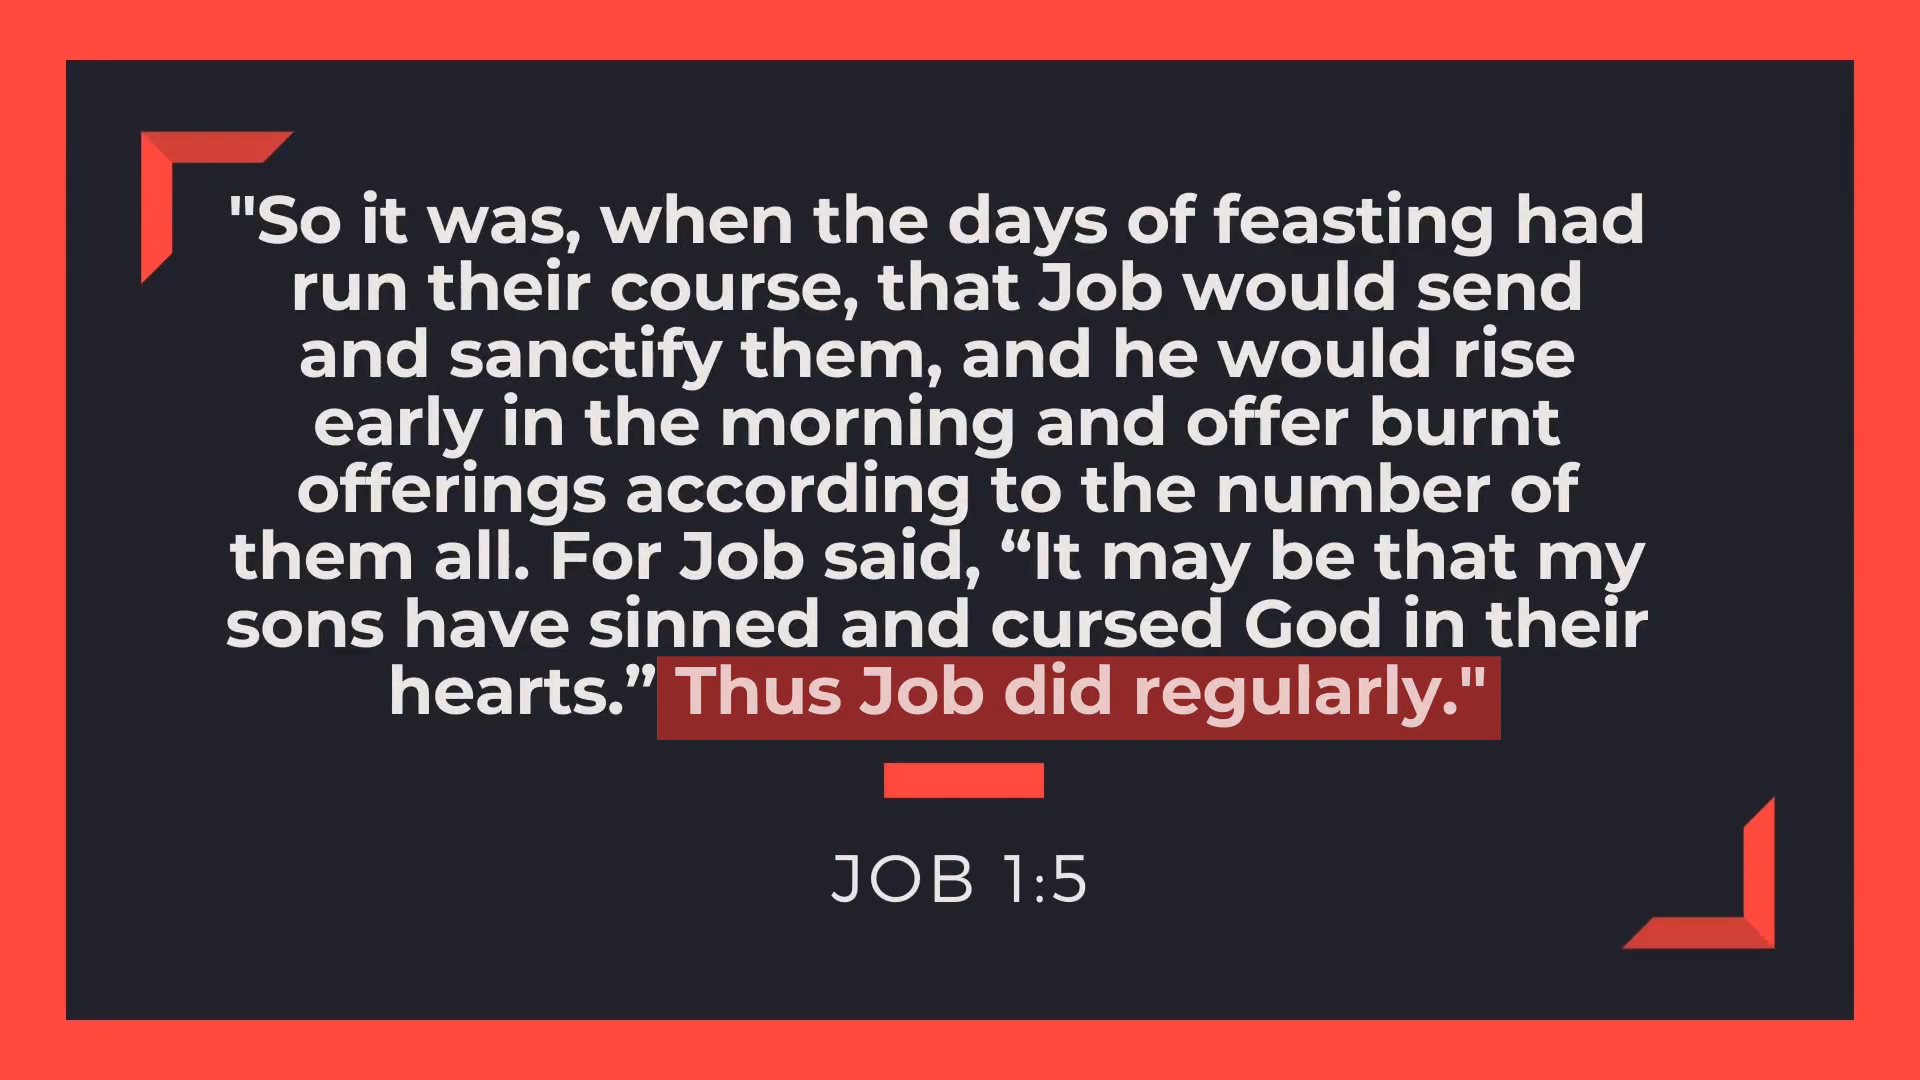 "So it was, when the days of feasting had
run their course, that Job would send
and sanctify them, and he would rise
early in the morning and offer burnt
offerings according to the number of
them all. For Job said, “It may be that my
sons have sinned and cursed God in their
hearts.” Thus Job did regularly."
JOB 1:5